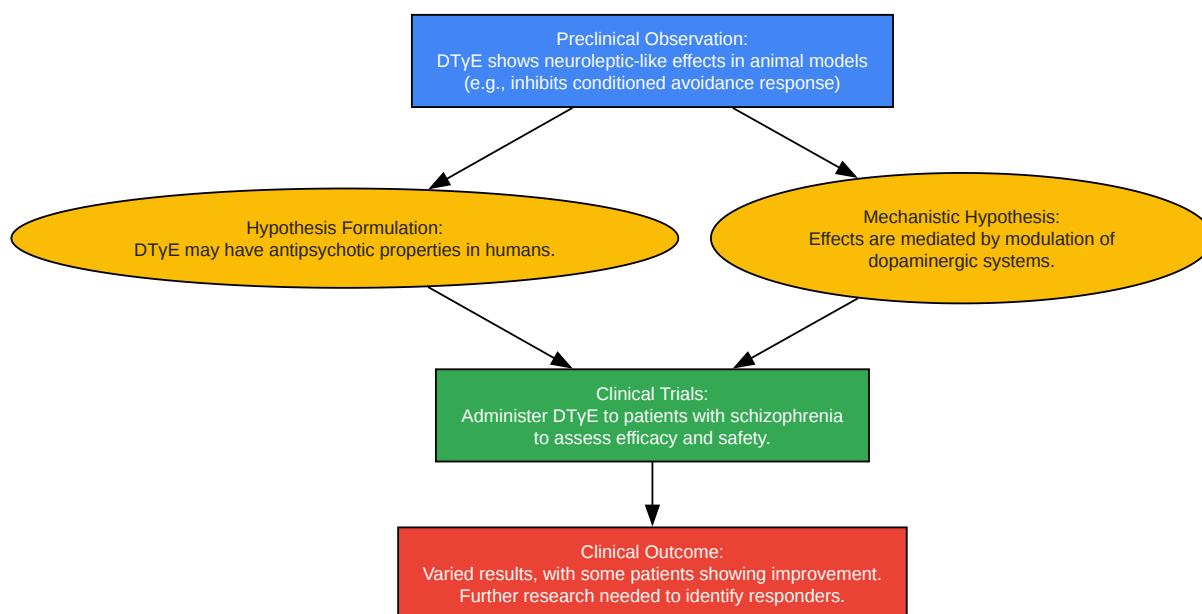 Preclinical Observation:
DTγE shows neuroleptic-like effects in animal models
(e.g., inhibits conditioned avoidance response)
Hypothesis Formulation:
DTγE may have antipsychotic properties in humans.
Mechanistic Hypothesis:
Effects are mediated by modulation of
dopaminergic systems.
Clinical Trials:
Administer DTγE to patients with schizophrenia
to assess efficacy and safety.
Clinical Outcome:
Varied results, with some patients showing improvement.
Further research needed to identify responders.